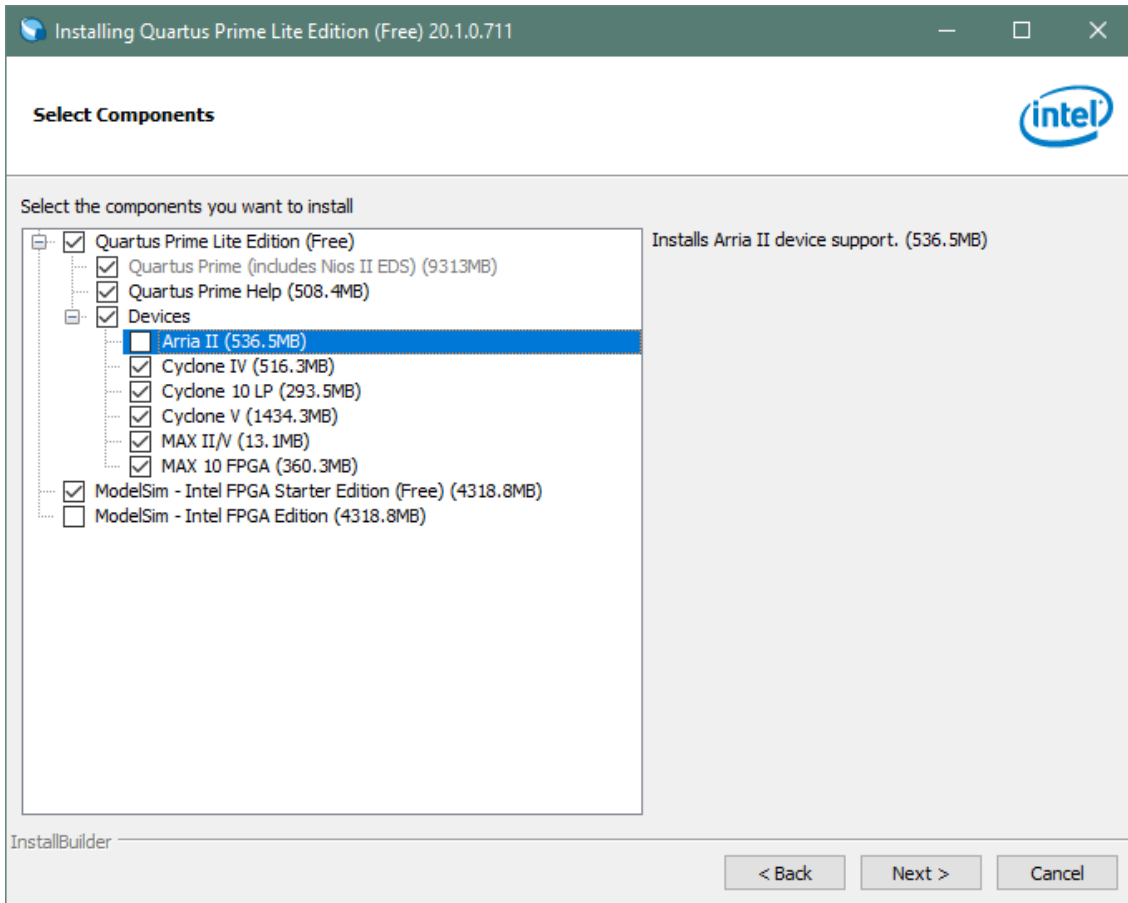 Installing Quartus Prime Lite Edition (Free) 20.1.0.711
Select Components
intel
Select the components you want to install
Quartus Prime Lite Edition (Free)
Quartus Prime (includes Nios II EDS) (9313MB)
Quartus Prime Help (508.4MB)
Devices
Arria II (536.5MB)
Cyclone IV (516.3MB)
Cyclone 10 LP (293.5MB)
Cyclone V (1434.3MB)
MAX II/V (13.1MB)
MAX 10 FPGA (360.3MB)
ModelSim - Intel FPGA Starter Edition (Free) (4318.8MB)
ModelSim - Intel FPGA Edition (4318.8MB)
Installs Arria II device support. (536.5MB)
InstallBuilder
< Back Next > Cancel